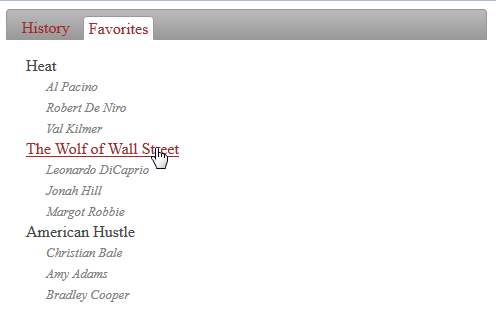 History Favorites
Heat
Al Pacino
Robert De Niro
Val Kilmer
The Wolf of Wall Street
Leonardo DiCaprio
Jonah Hill
Margot Robbie
American Hustle
Christian Bale
Amy Adams
Bradley Cooper